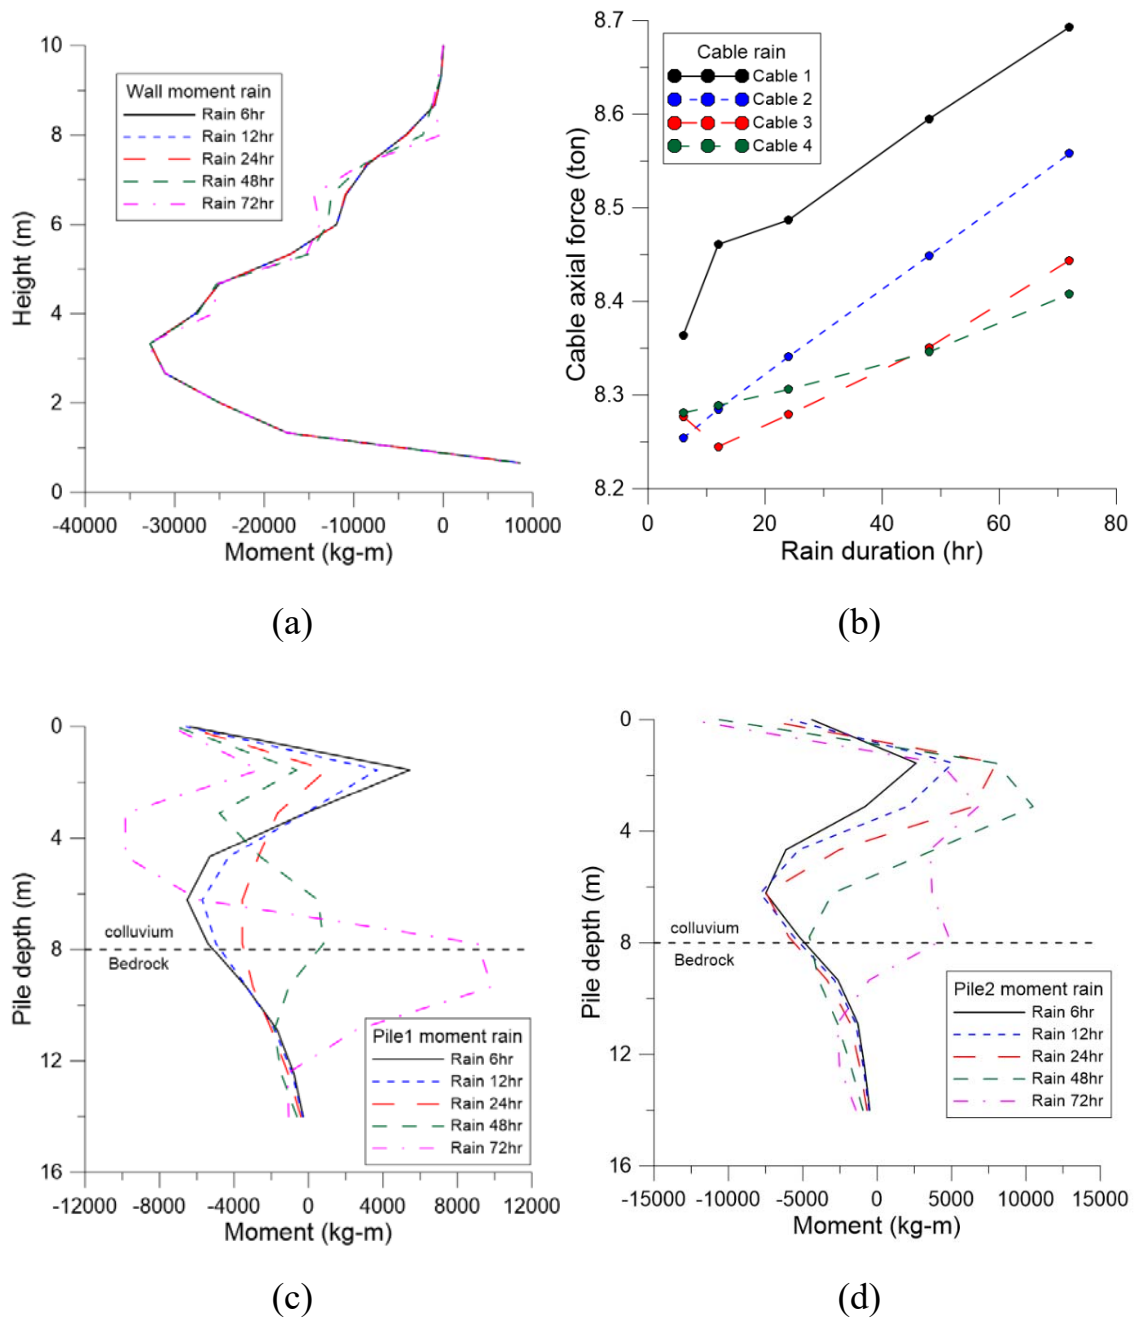 (a)
10
8
6
4
2
0
Height (m)
Wall moment rain
Rain 6hr
Rain 12hr
Rain 24hr
Rain 48hr
Rain 72hr
-40000 -30000 -20000 -10000 0 10000
Moment (kg-m)
(a)
(b)
8.7
8.6
8.5
8.4
8.3
8.2
Cable axial force (ton)
Cable rain
Cable 1
Cable 2
Cable 3
Cable 4
0 20 40 60 80
Rain duration (hr)
(b)
0
4
8
12
16
Pile depth (m)
colluvium
Bedrock
Pile1 moment rain
Rain 6hr
Rain 12hr
Rain 24hr
Rain 48hr
Rain 72hr
-12000 -8000 -4000 0 4000 8000 12000
Moment (kg-m)
(c)
0
4
8
12
16
Pile depth (m)
colluvium
Bedrock
Pile2 moment rain
Rain 6hr
Rain 12hr
Rain 24hr
Rain 48hr
Rain 72hr
-15000 -10000 -5000 0 5000 10000 15000
Moment (kg-m)
(d)